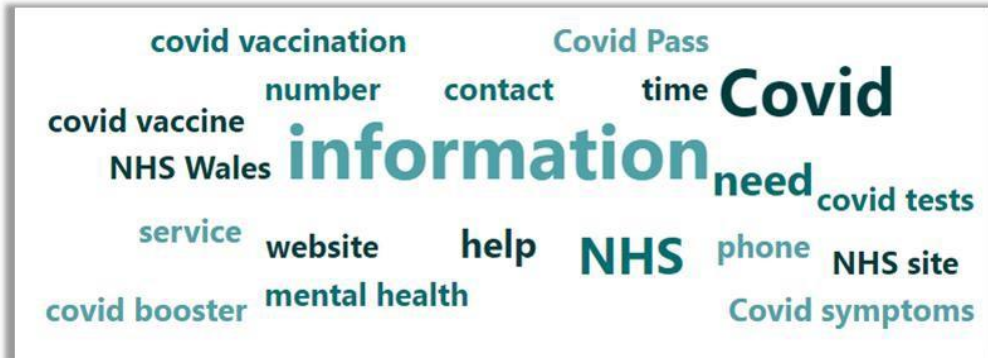 covid vaccination Covid Pass
number contact time Covid
covid vaccine
NHS Wales information need
covid tests
service website help NHS phone NHS site
covid booster mental health Covid symptoms